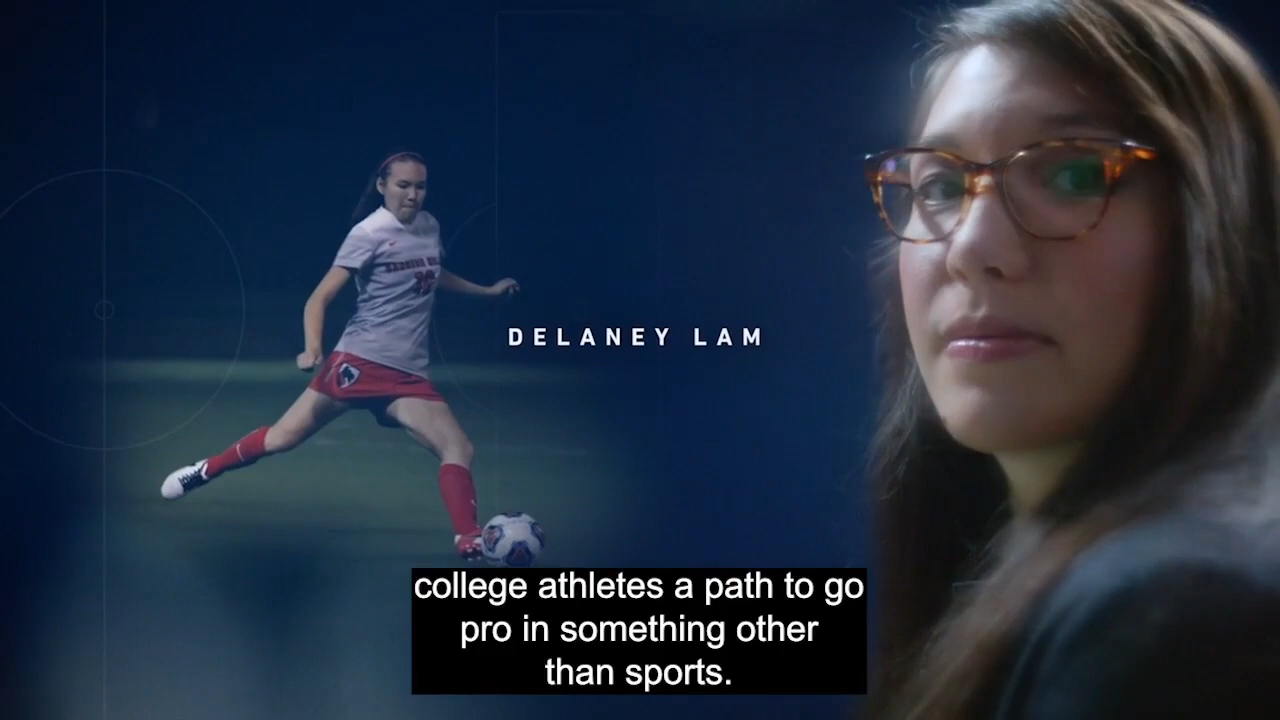 DELANEY LAM
college athletes a path to go
pro in something other
than sports.